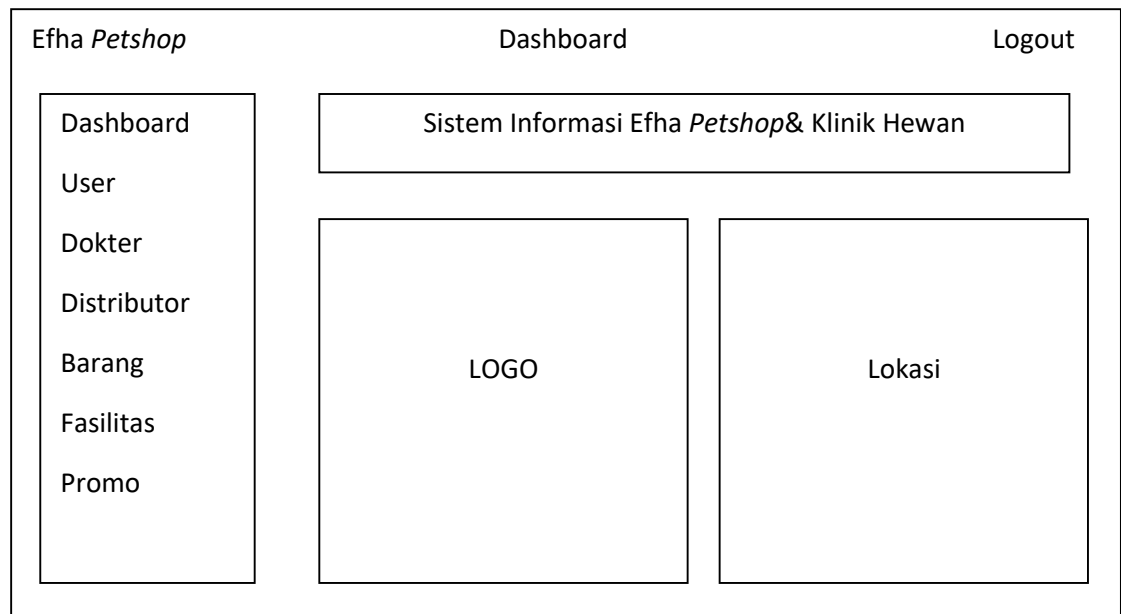 Efha Petshop
Dashboard
Logout
Dashboard
User
Dokter
Distributor
Barang
Fasilitas
Promo
Sistem Informasi Efha Petshop& Klinik Hewan
LOGO
Lokasi